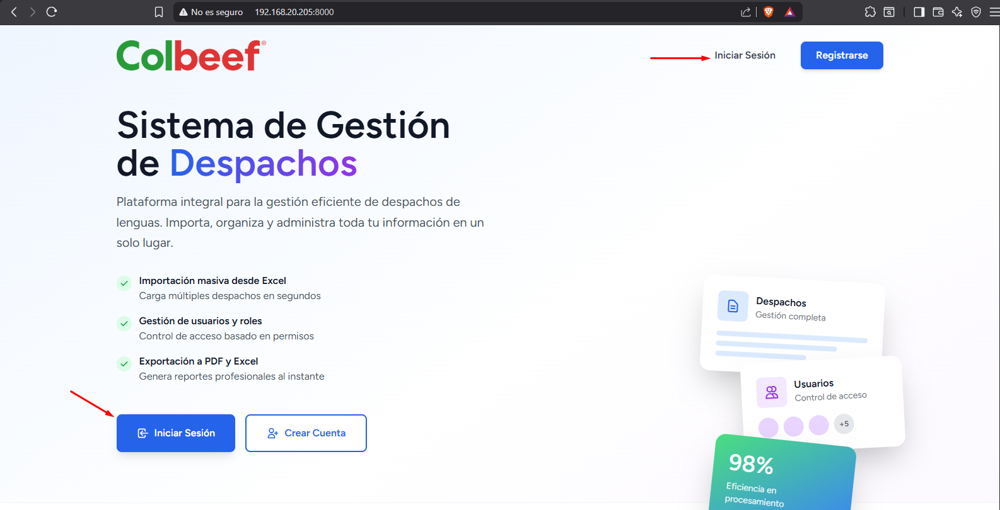 No es seguro 192.168.20.205:8000
Colbeef®
Iniciar Sesión
Registrarse
Sistema de Gestión
de Despachos
Plataforma integral para la gestión eficiente de despachos de
lenguas. Importa, organiza y administra toda tu información en un
solo lugar.
Importación masiva desde Excel
Carga múltiples despachos en segundos
Gestión de usuarios y roles
Control de acceso basado en permisos
Exportación a PDF y Excel
Genera reportes profesionales al instante
Iniciar Sesión
Crear Cuenta
Despachos
Gestión completa
Usuarios
Control de acceso
+5
98%
Eficiencia en
procesamiento